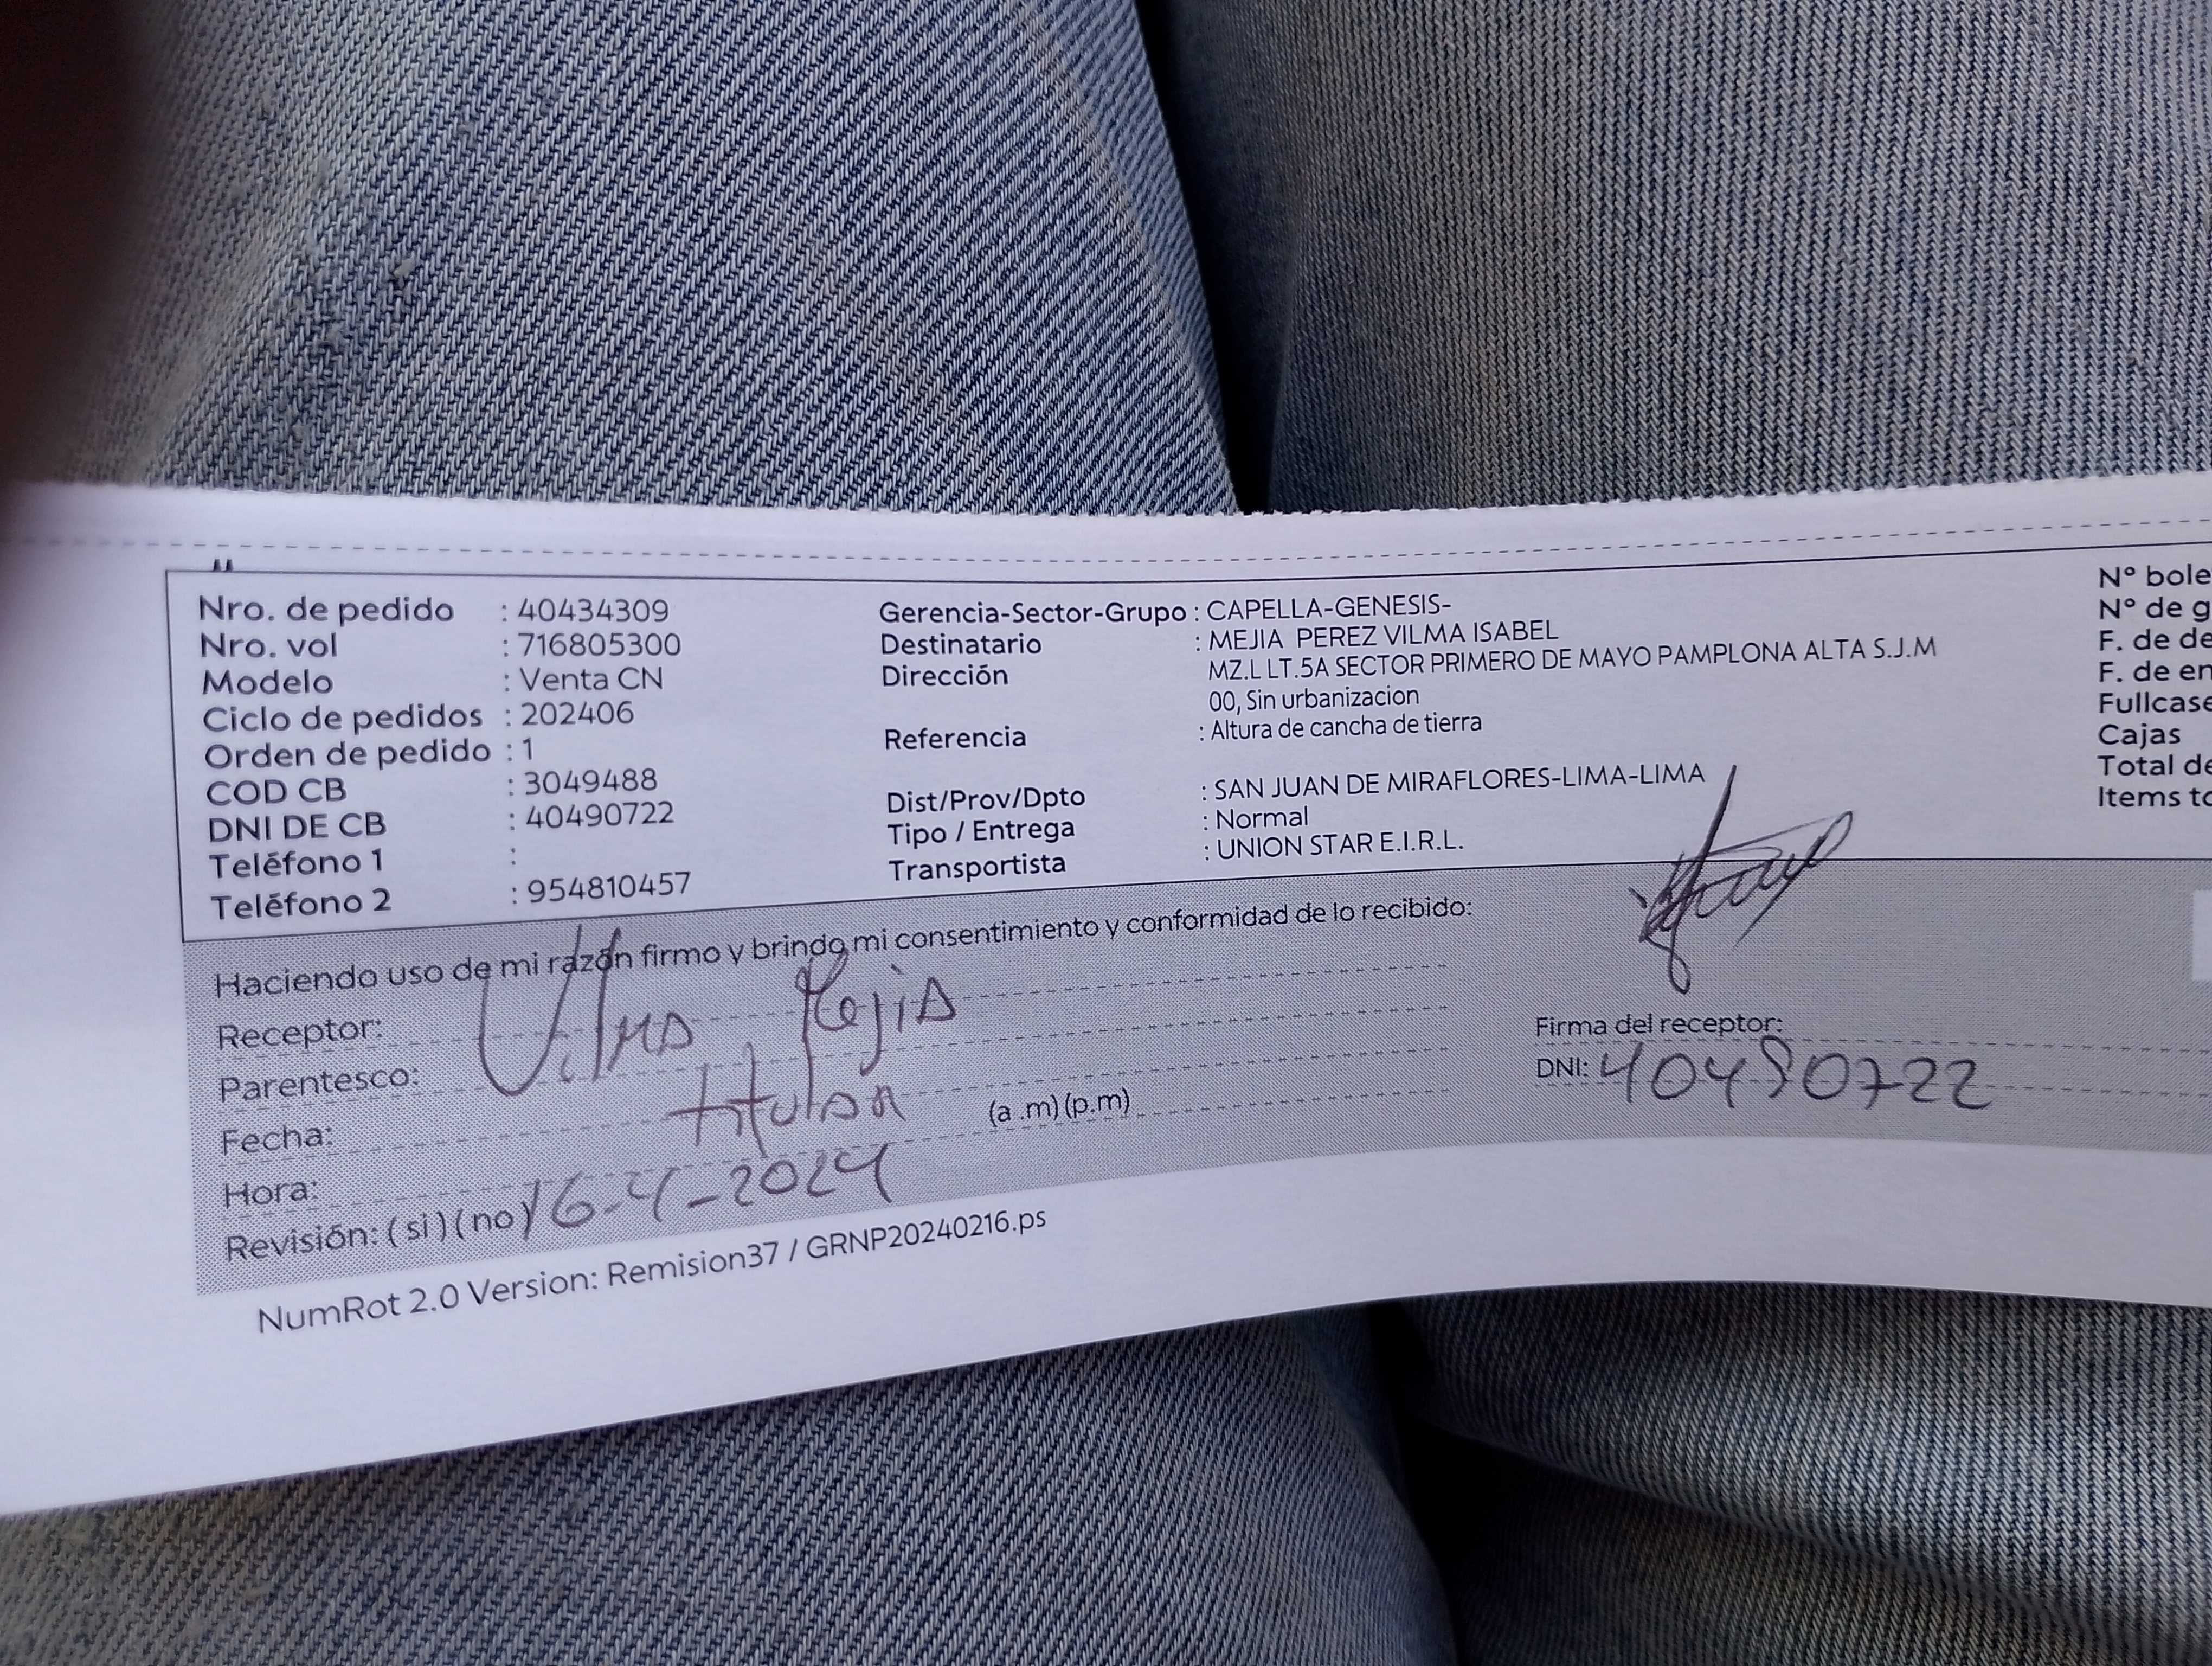 Nro. de pedido : 40434309
Nro. vol : 716805300
Modelo : Venta CN
Ciclo de pedidos : 202406
Orden de pedido : 1
COD CB : 3049488
DNI DE CB : 40490722
Teléfono 1 :
Teléfono 2 : 954810457
Gerencia-Sector-Grupo : CAPELLA-GENESIS-
Destinatario : MEJIA PEREZ VILMA ISABEL
Dirección MZ.L LT.5A SECTOR PRIMERO DE MAYO PAMPLONA ALTA S.J.M
00, Sin urbanizacion
Referencia : Altura de cancha de tierra
Dist/Prov/Dpto : SAN JUAN DE MIRAFLORES-LIMA-LIMA
Tipo / Entrega : Normal
Transportista : UNION STAR E.I.R.L.
N° bole
N° de g
F. de de
F. de en
Fullcase
Cajas
Total de
Items to
Haciendo uso de mi razón firmo y brindo mi consentimiento y conformidad de lo recibido:
Receptor: Vilma Mejia
Parentesco: titular
Fecha:
Hora: (a .m) (p.m)
Revisión: ( si ) ( no ) 16-4-2024
Firma del receptor:
DNI: 40490722
NumRot 2.0 Version: Remision37 / GRNP20240216.ps